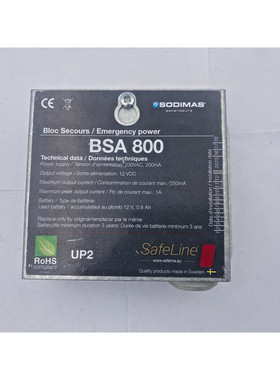 CE
SODIMAS
ASCENSEURS
Bloc Secours / Emergency power
BSA 800
Technical data / Données techniques
Power supply / Tension d'alimentation: 230VAC, 200mA
Output voltage / Sortie alimentation: 12 VDC
Maximum output current / Consommation de courant max.:250mA
Maximum peak output current / Pic de courant max.: 1A
Battery / Type de Batterie:
Lead battery / accumulateur au plomb 12 V, 0.8 Ah
Replace only by original/remplacer par le même
Batterylife minimum duration 3 years/ Durée de vie batterie minimum 3 ans
RoHS
compliant
UP2
SafeLine
www.safeline.eu
Quality products made in Sweden